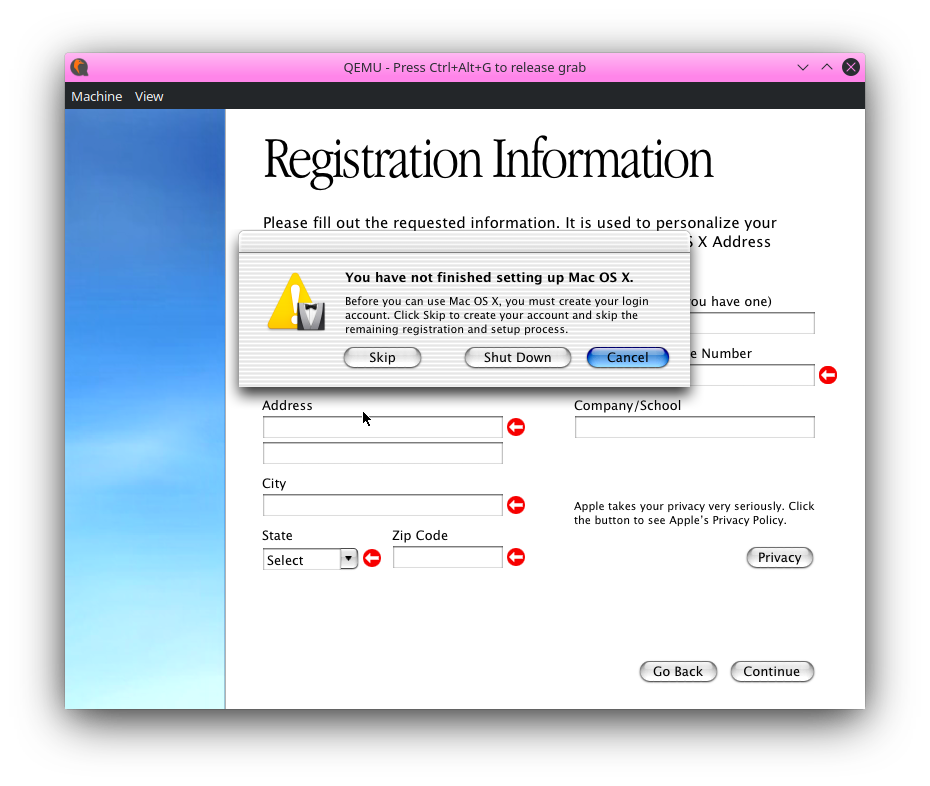 QEMU - Press Ctrl+Alt+G to release grab
Machine View
Registration Information
Please fill out the requested information. It is used to personalize your
X Address
You have not finished setting up Mac OS X.
Before you can use Mac OS X, you must create your login
account. Click Skip to create your account and skip the
remaining registration and setup process.
Skip
Shut Down
Cancel
you have one)
Number
Address
Company/School
City
Apple takes your privacy very seriously. Click
the button to see Apple's Privacy Policy.
State
Zip Code
Select
Privacy
Go Back
Continue